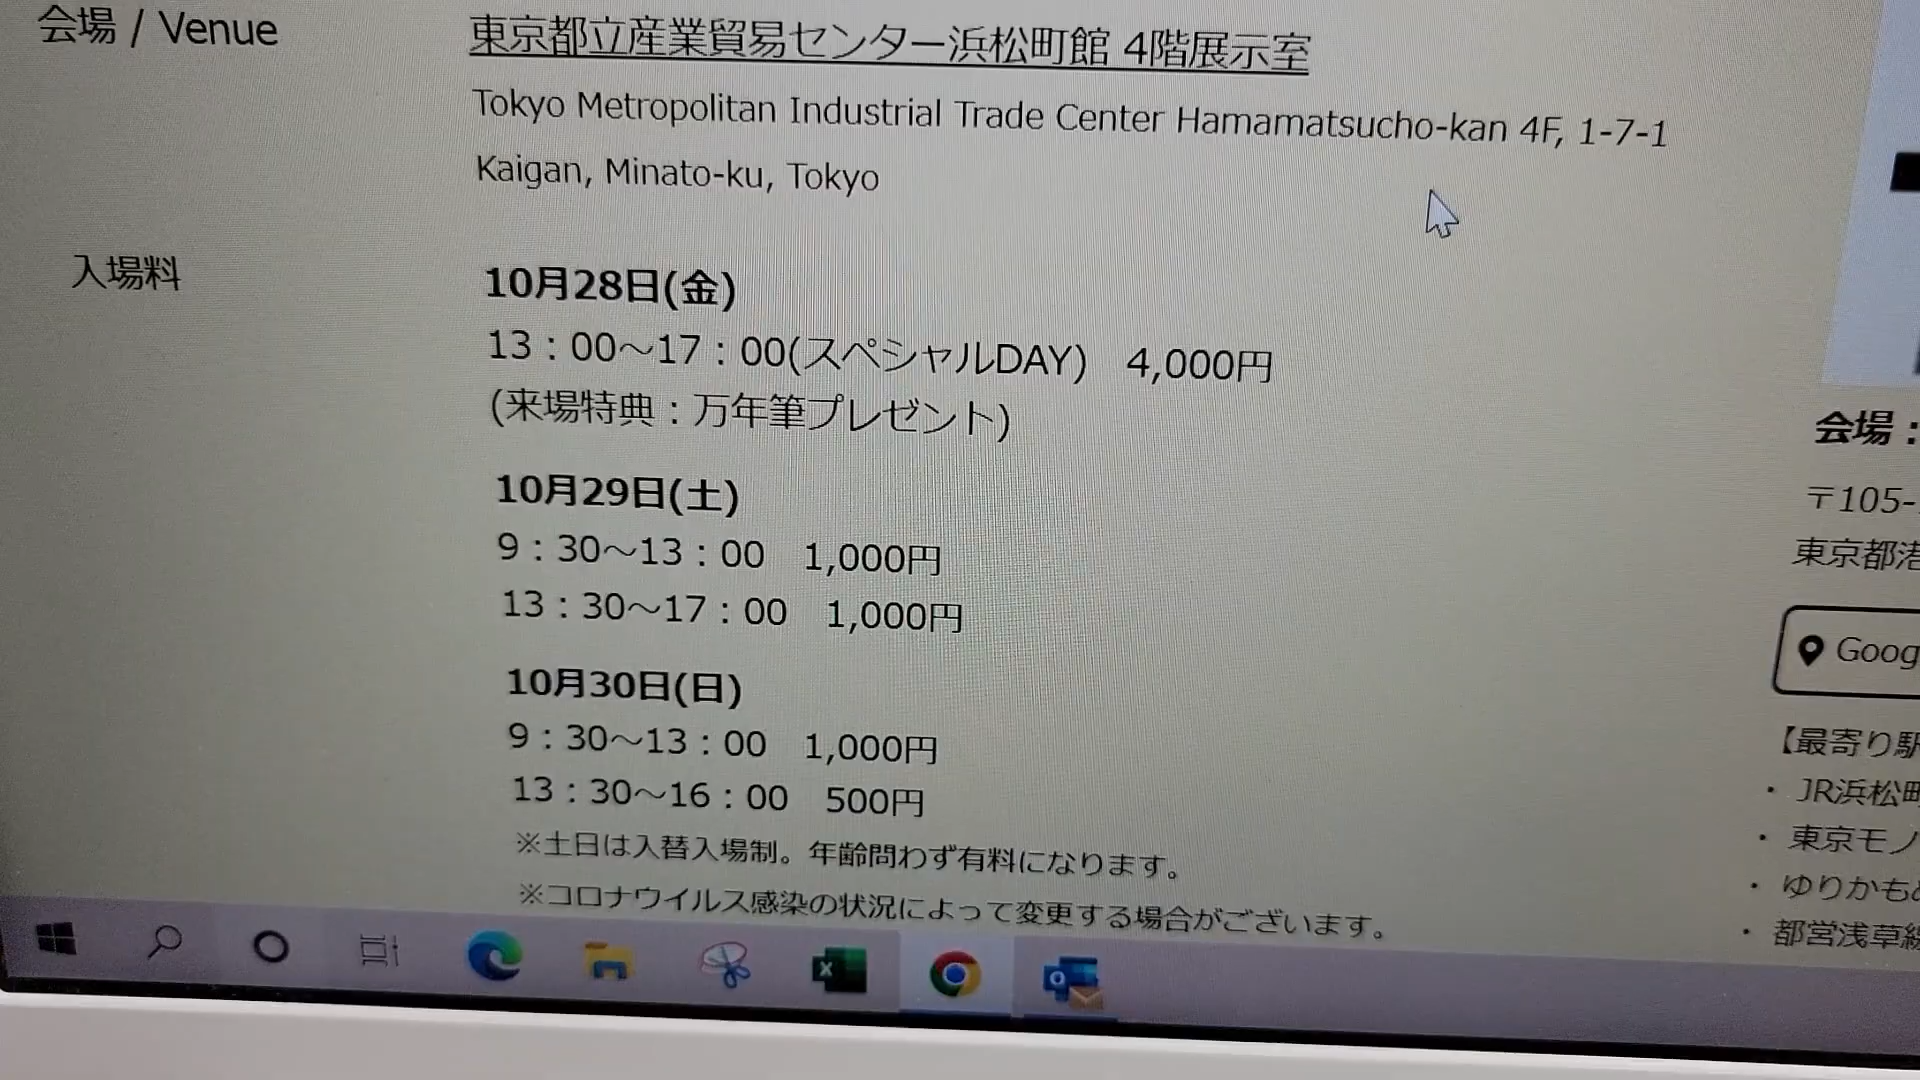 会場 / Venue
東京都立産業貿易センター浜松町館 4階展示室
Tokyo Metropolitan Industrial Trade Center Hamamatsucho-kan 4F, 1-7-1
Kaigan, Minato-ku, Tokyo
入場料
10月28日(金)
13：00～17：00(スペシャルDAY) 4,000円
(来場特典：万年筆プレゼント)
10月29日(土)
9：30～13：00 1,000円
13：30～17：00 1,000円
10月30日(日)
9：30～13：00 1,000円
13：30～16：00 500円
※土日は入替入場制。年齢問わず有料になります。
※コロナウイルス感染の状況によって変更する場合がございます。
会場：
〒105-
東京都港
Goog
【最寄り駅
・ JR浜松町
・ 東京モノ
・ ゆりかも
・ 都営浅草線